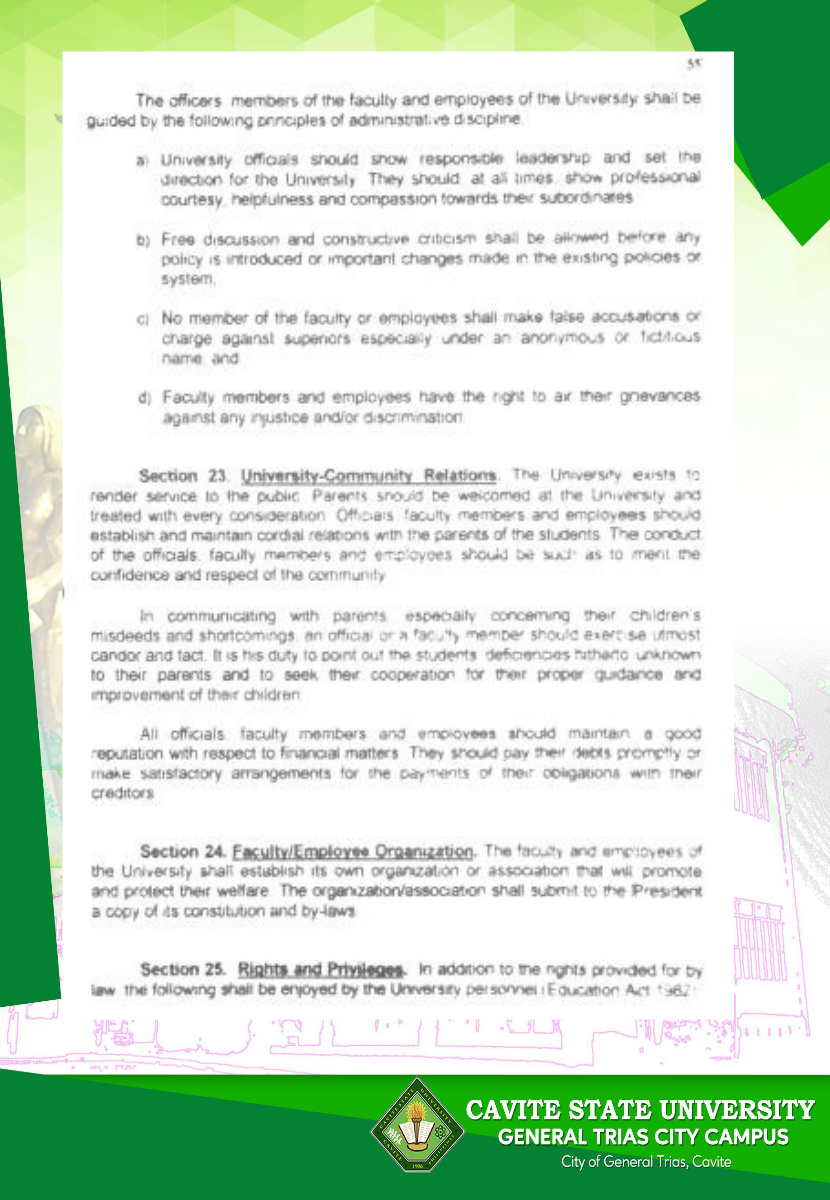 The officers members of the faculty and employees of the University shall be
guided by the following principles of administrative discipline
a) University officials should show responsible leadership and set the
direction for the University. They should at all times show professional
courtesy, helpfulness and compassion towards their subordinates
b) Free discussion and constructive criticism shall be allowed before any
policy is introduced or important changes made in the existing policies or
system,
c) No member of the faculty or employees shall make false accusations or
charge against superiors especially under an anonymous or fictitious
name, and
d) Faculty members and employees have the right to air their grievances
against any injustice and/or discrimination
Section 23. University-Community Relations. The University exists to
render service to the public. Parents should be welcomed at the University and
treated with every consideration. Officials faculty members and employees should
establish and maintain cordial relations with the parents of the students. The conduct
of the officials, faculty members and employees should be such as to merit the
confidence and respect of the community
In communicating with parents, especially concerning their children's
misdeeds and shortcomings, an official or a faculty member should exercise utmost
candor and tact. It is his duty to point out the students' deficiencies hitherto unknown
to their parents and to seek their cooperation for their proper guidance and
improvement of their children
All officials, faculty members and employees should maintain a good
reputation with respect to financial matters. They should pay their debts promptly or
make satisfactory arrangements for the payments of their obligations with their
creditors
Section 24. Faculty/Employee Organization. The faculty and employees of
the University shall establish its own organization or association that will promote
and protect their welfare. The organization/association shall submit to the President
a copy of its constitution and by-laws
Section 25. Rights and Privileges. In addition to the rights provided for by
law, the following shall be enjoyed by the University personnel (Education Act 1982)
CAVITE STATE UNIVERSITY
GENERAL TRIAS CITY CAMPUS
City of General Trias, Cavite
1906